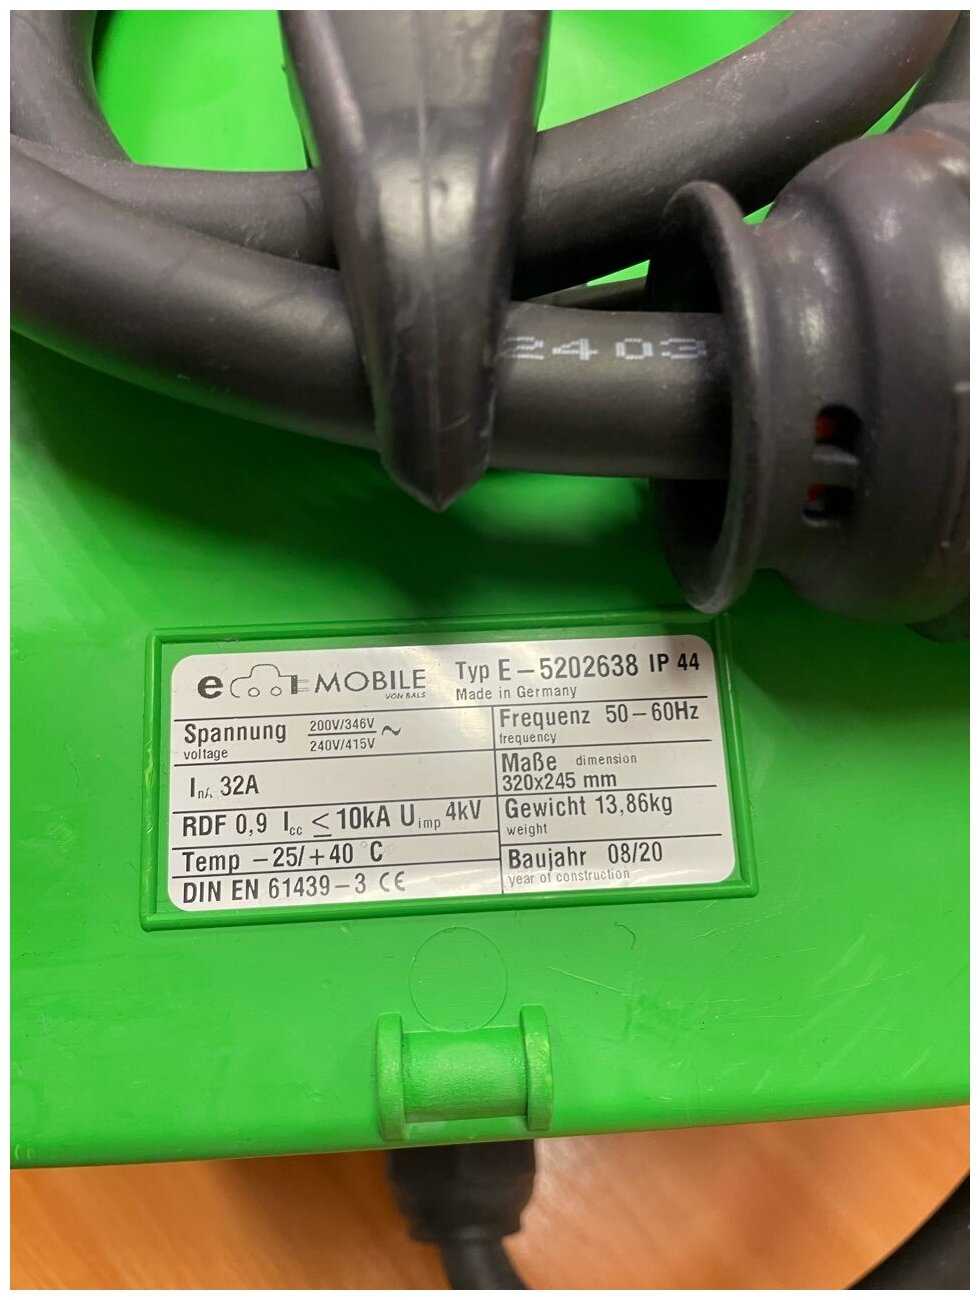 2403
e MOBILE
VON BALS
Typ E-5202638 IP 44
Made in Germany
Spannung 200V/346V ~
voltage 240V/415V
Frequenz 50-60Hz
frequency
InA 32A
Maße dimension
320x245 mm
RDF 0,9 Icc ≤ 10kA Uimp 4kV
Gewicht 13,86kg
weight
Temp -25/+40 °C
Baujahr 08/20
year of construction
DIN EN 61439-3 CE